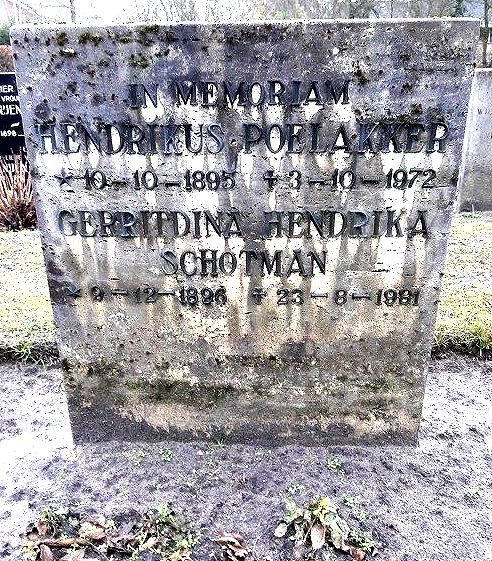 IN MEMORIAM
HENDRIKUS POELAKKER
* 10-10-1895 † 3-10-1972
GERRITDINA HENDRIKA
SCHOTMAN
* 9-12-1896 † 23-8-1981